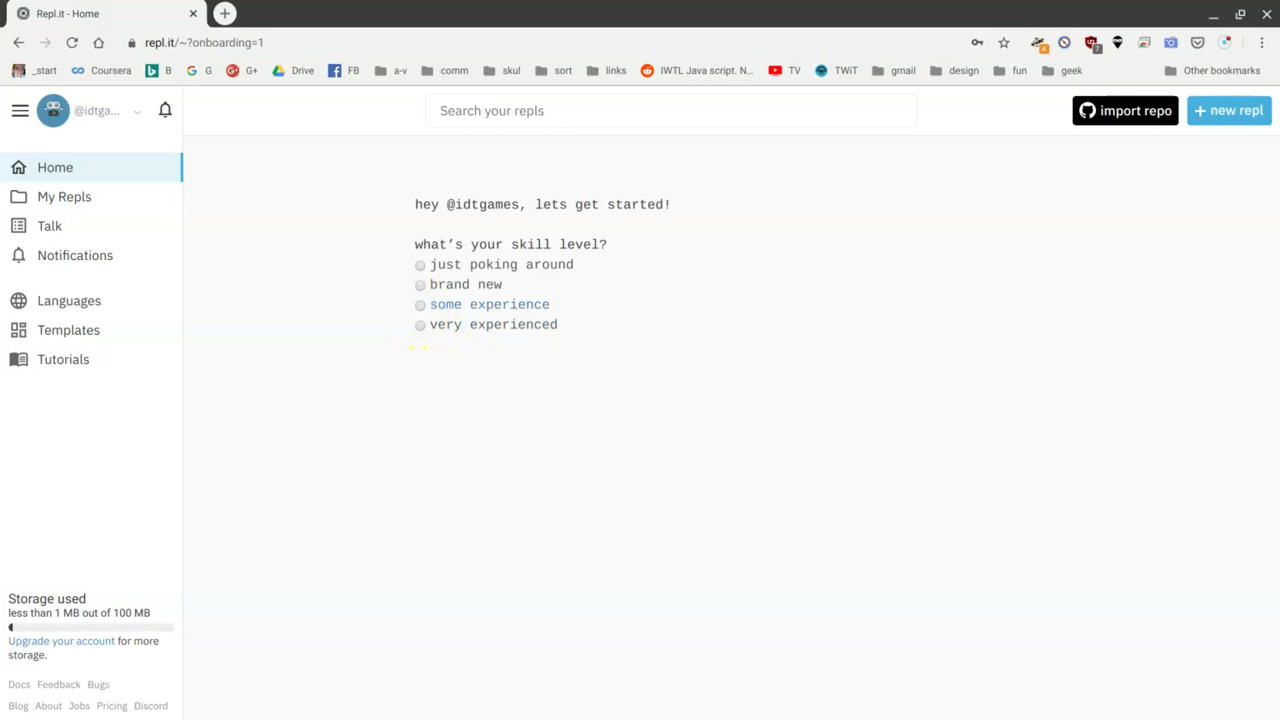 Repl.it - Home
repl.it/~?onboarding=1
4
7
_start
Coursera
B
G
G+
Drive
FB
a-v
comm
skul
sort
links
IWTL Java script. N...
TV
TWiT
gmail
design
fun
geek
Other bookmarks
@idtga...
Search your repls
import repo
+ new repl
Home
My Repls
Talk
Notifications
Languages
Templates
Tutorials
hey @idtgames, lets get started!
what’s your skill level?
just poking around
brand new
some experience
very experienced
Storage used
less than 1 MB out of 100 MB
Upgrade your account for more
storage.
Docs Feedback Bugs
Blog About Jobs Pricing Discord